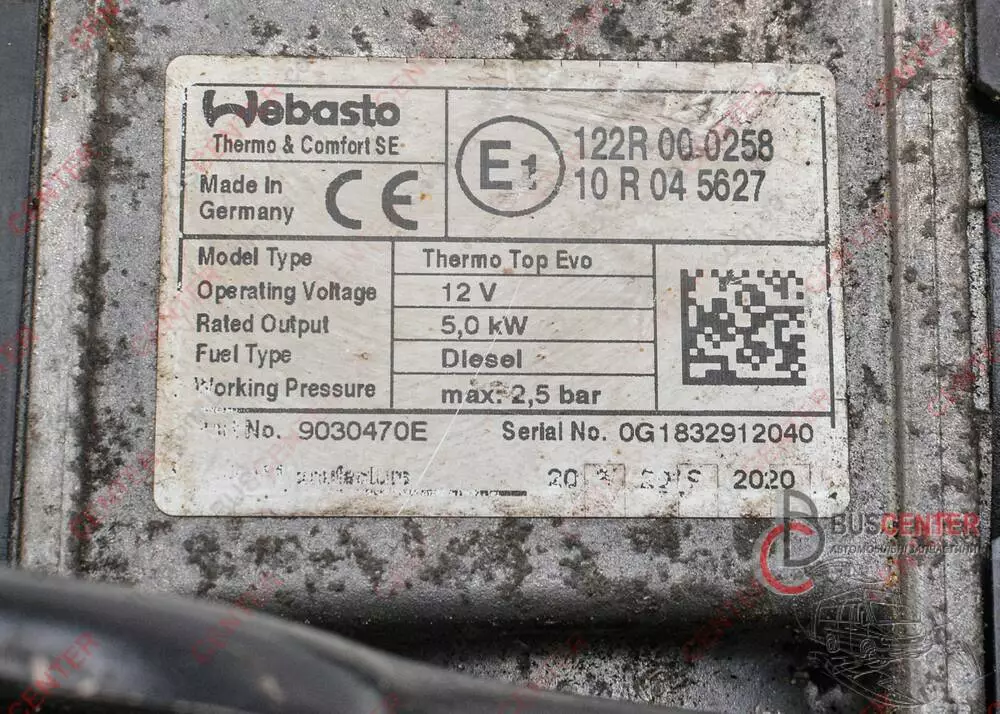 Webasto
Thermo & Comfort SE
Made In
Germany
CE
E1
122R 00 0258
10 R 04 5627
Model Type Thermo Top Evo
Operating Voltage 12 V
Rated Output 5,0 kW
Fuel Type Diesel
Working Pressure max: 2,5 bar
No. 9030470E Serial No. 0G1832912040
2020
BUSCENTER
АВТОМОБІЛЬНІ ЗАПЧАСТИНИ